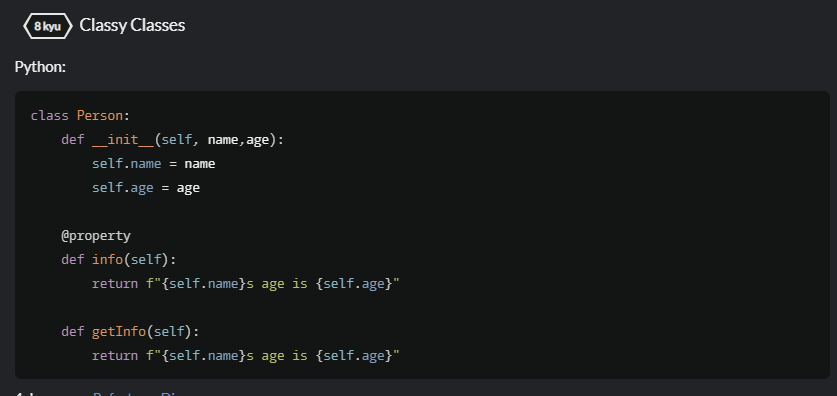 8 kyu Classy Classes
Python:
class Person:
    def __init__(self, name,age):
        self.name = name
        self.age = age

    @property
    def info(self):
        return f"{self.name}s age is {self.age}"

    def getInfo(self):
        return f"{self.name}s age is {self.age}"